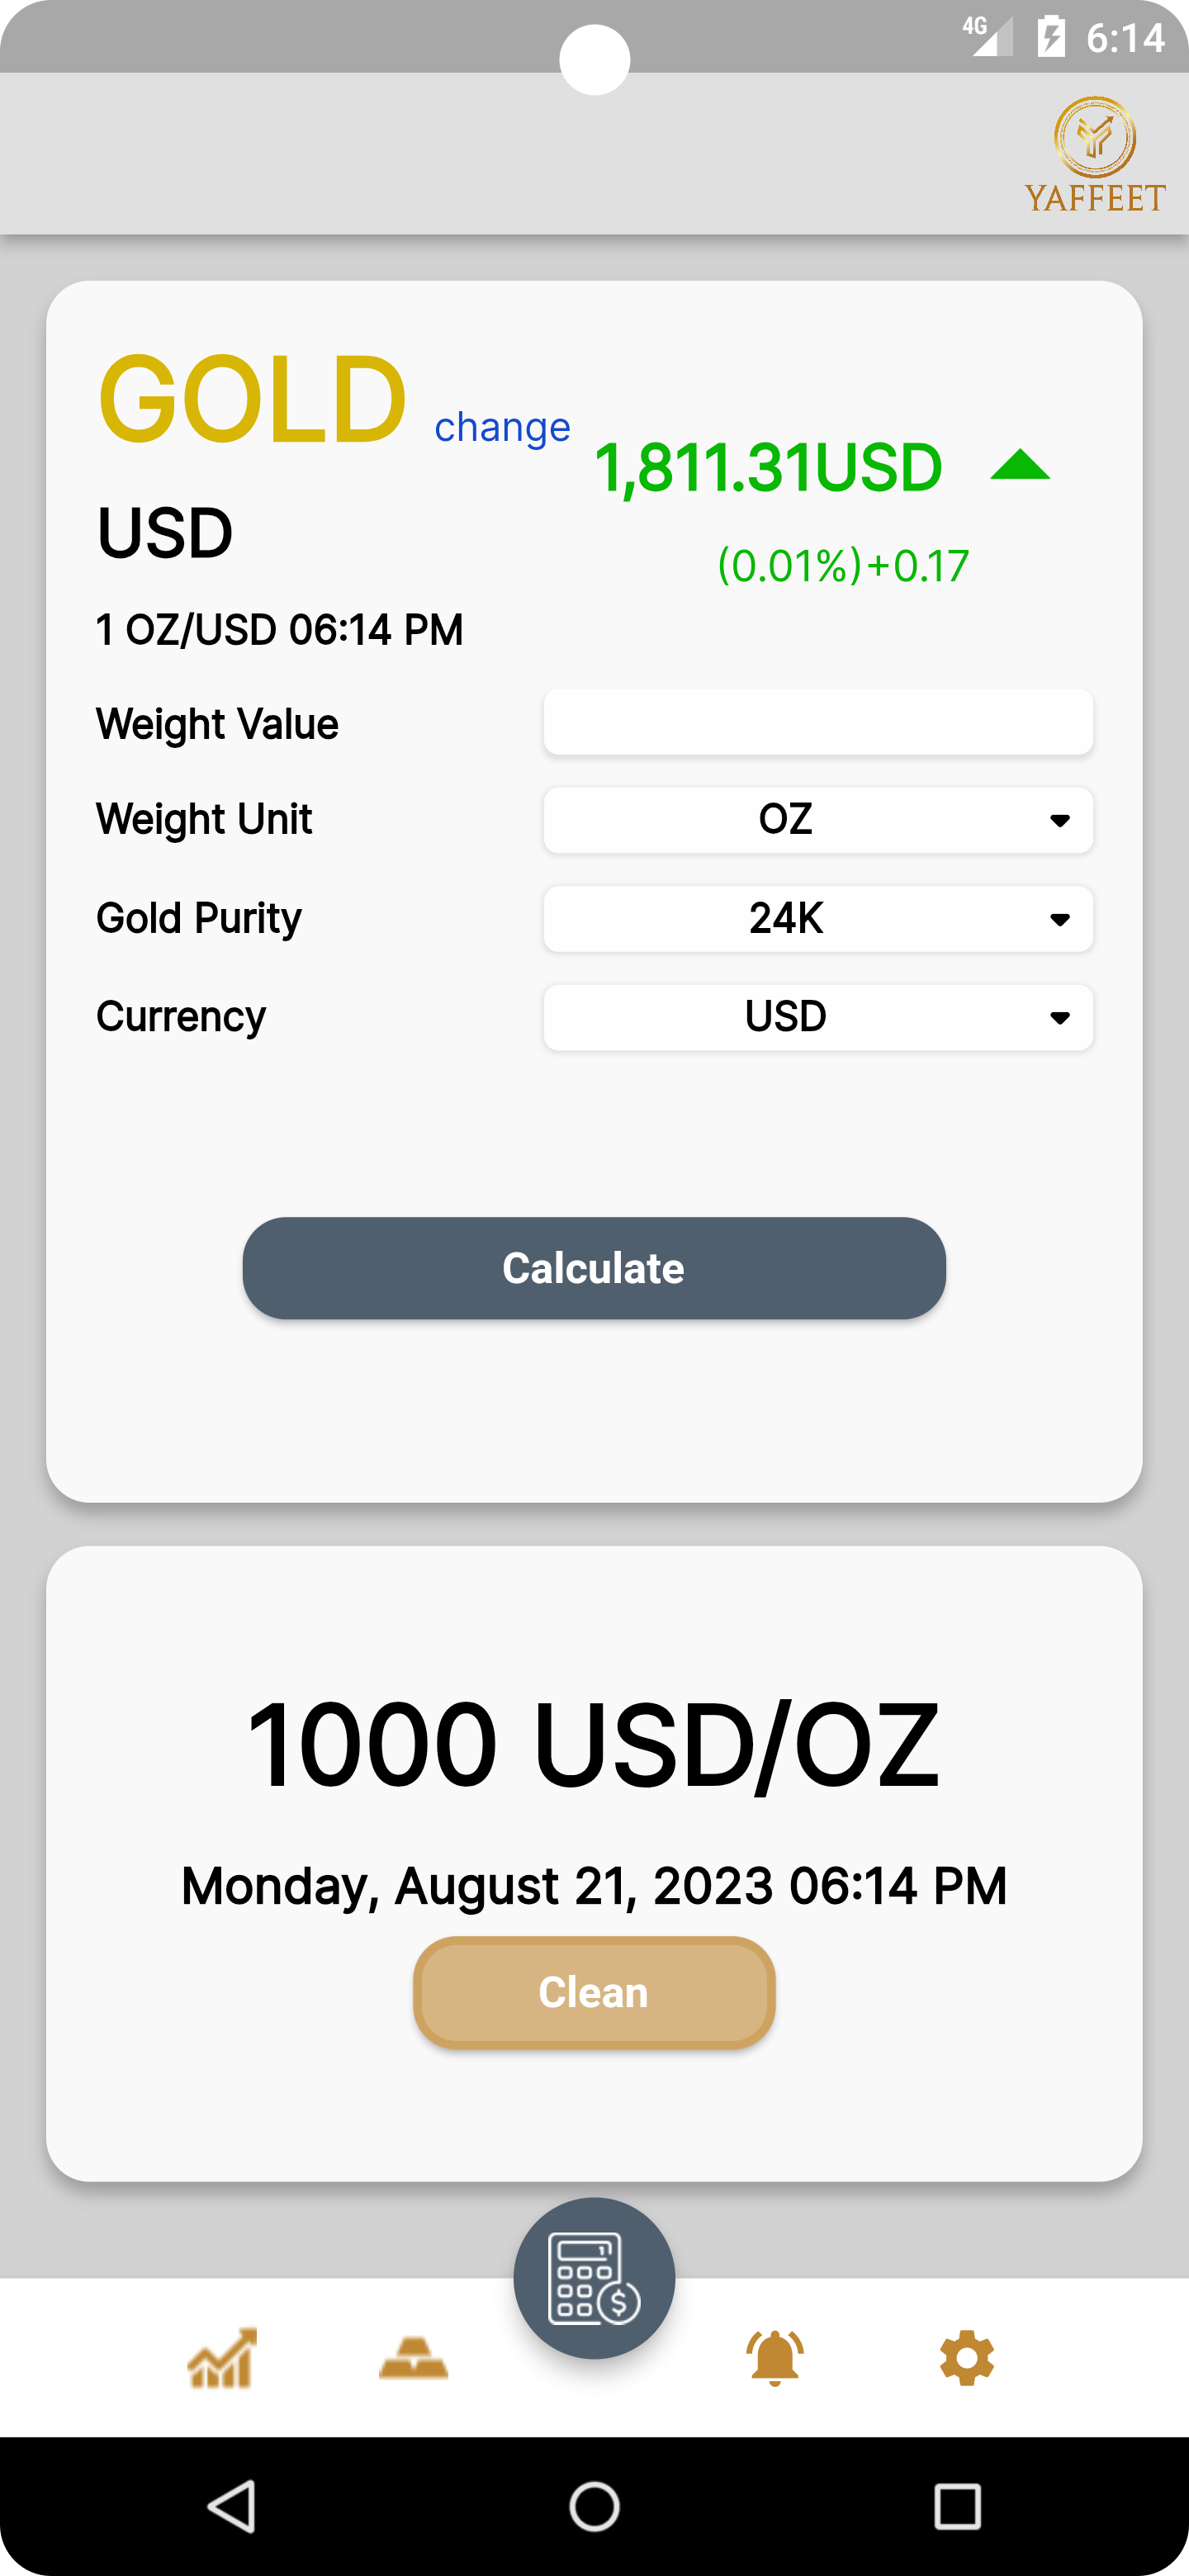 4G 6:14
YAFFEET
GOLD change
1,811.31USD
USD
(0.01%)+0.17
1 OZ/USD 06:14 PM
Weight Value
Weight Unit OZ
Gold Purity 24K
Currency USD
Calculate
1000 USD/OZ
Monday, August 21, 2023 06:14 PM
Clean